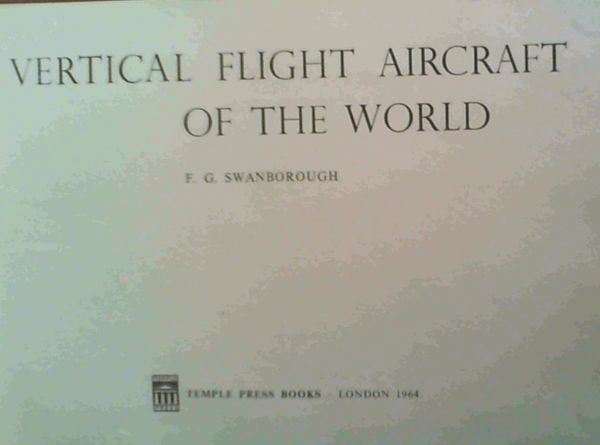 VERTICAL FLIGHT AIRCRAFT
OF THE WORLD
F. G. SWANBOROUGH
TEMPLE PRESS BOOKS · LONDON 1964